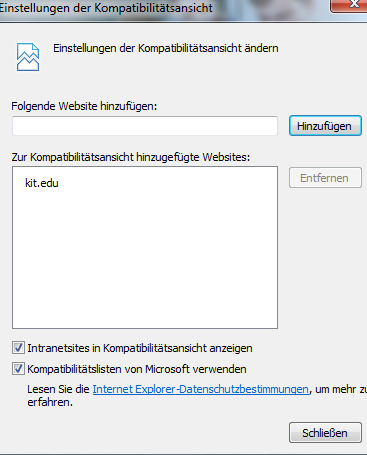 Einstellungen der Kompatibilitätsansicht
Einstellungen der Kompatibilitätsansicht ändern
Folgende Website hinzufügen:
Hinzufügen
Zur Kompatibilitätsansicht hinzugefügte Websites:
kit.edu
Entfernen
Intranetsites in Kompatibilitätsansicht anzeigen
Kompatibilitätslisten von Microsoft verwenden
Lesen Sie die Internet Explorer-Datenschutzbestimmungen, um mehr zu
erfahren.
Schließen